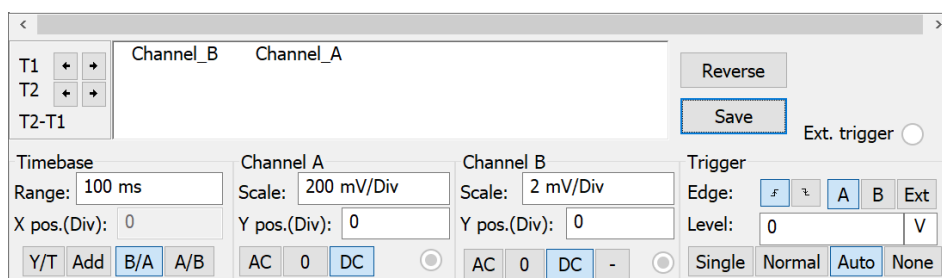 Channel_B Channel_A
T1
T2
T2-T1
Reverse
Save
Ext. trigger
Timebase
Range: 100 ms
X pos.(Div): 0
Y/T Add B/A A/B
Channel A
Scale: 200 mV/Div
Y pos.(Div): 0
AC 0 DC
Channel B
Scale: 2 mV/Div
Y pos.(Div): 0
AC 0 DC -
Trigger
Edge: A B Ext
Level: 0 V
Single Normal Auto None